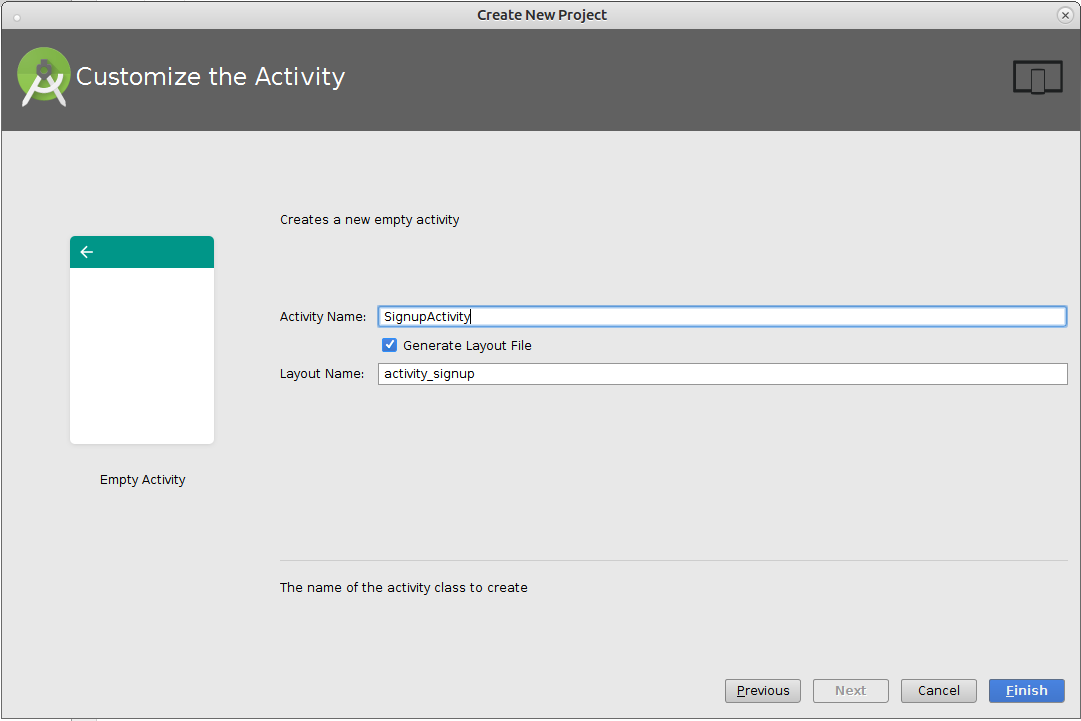 Create New Project
Customize the Activity
Creates a new empty activity
Activity Name: SignupActivity
Generate Layout File
Layout Name: activity_signup
Empty Activity
The name of the activity class to create
Previous Next Cancel Finish